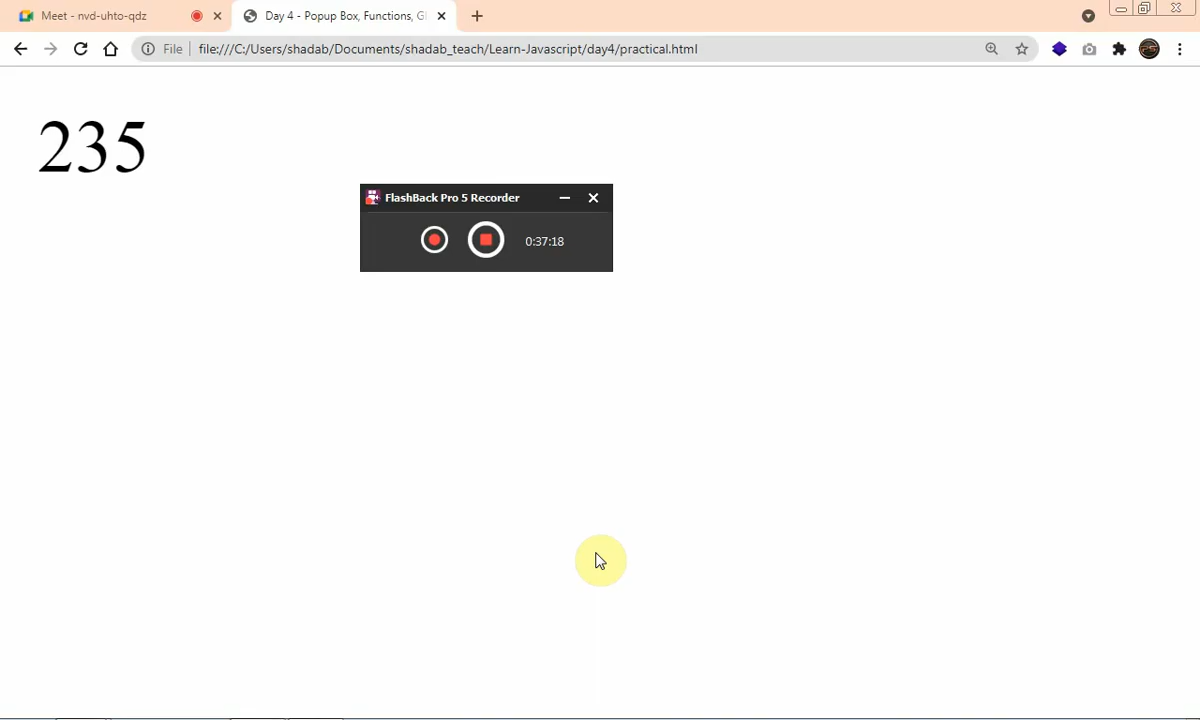 Meet - nvd-uhto-qdz
Day 4 - Popup Box, Functions, Gl
File
file:///C:/Users/shadab/Documents/shadab_teach/Learn-Javascript/day4/practical.html
235
FlashBack Pro 5 Recorder
0:37:18